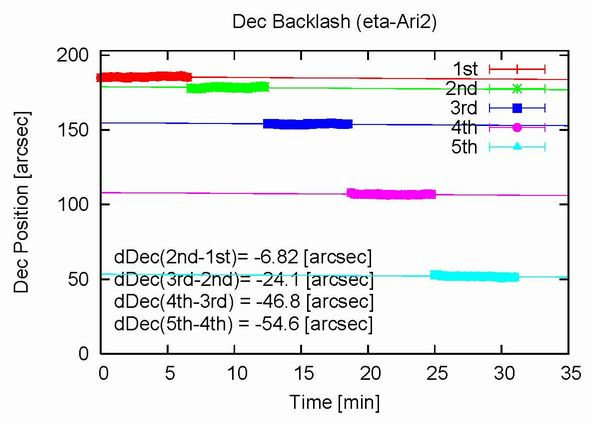 Dec Backlash (eta-Ari2)
200
150
100
50
0
Dec Position [arcsec]
1st
2nd
3rd
4th
5th
dDec(2nd-1st)= -6.82 [arcsec]
dDec(3rd-2nd)= -24.1 [arcsec]
dDec(4th-3rd) = -46.8 [arcsec]
dDec(5th-4th) = -54.6 [arcsec]
0 5 10 15 20 25 30 35
Time [min]